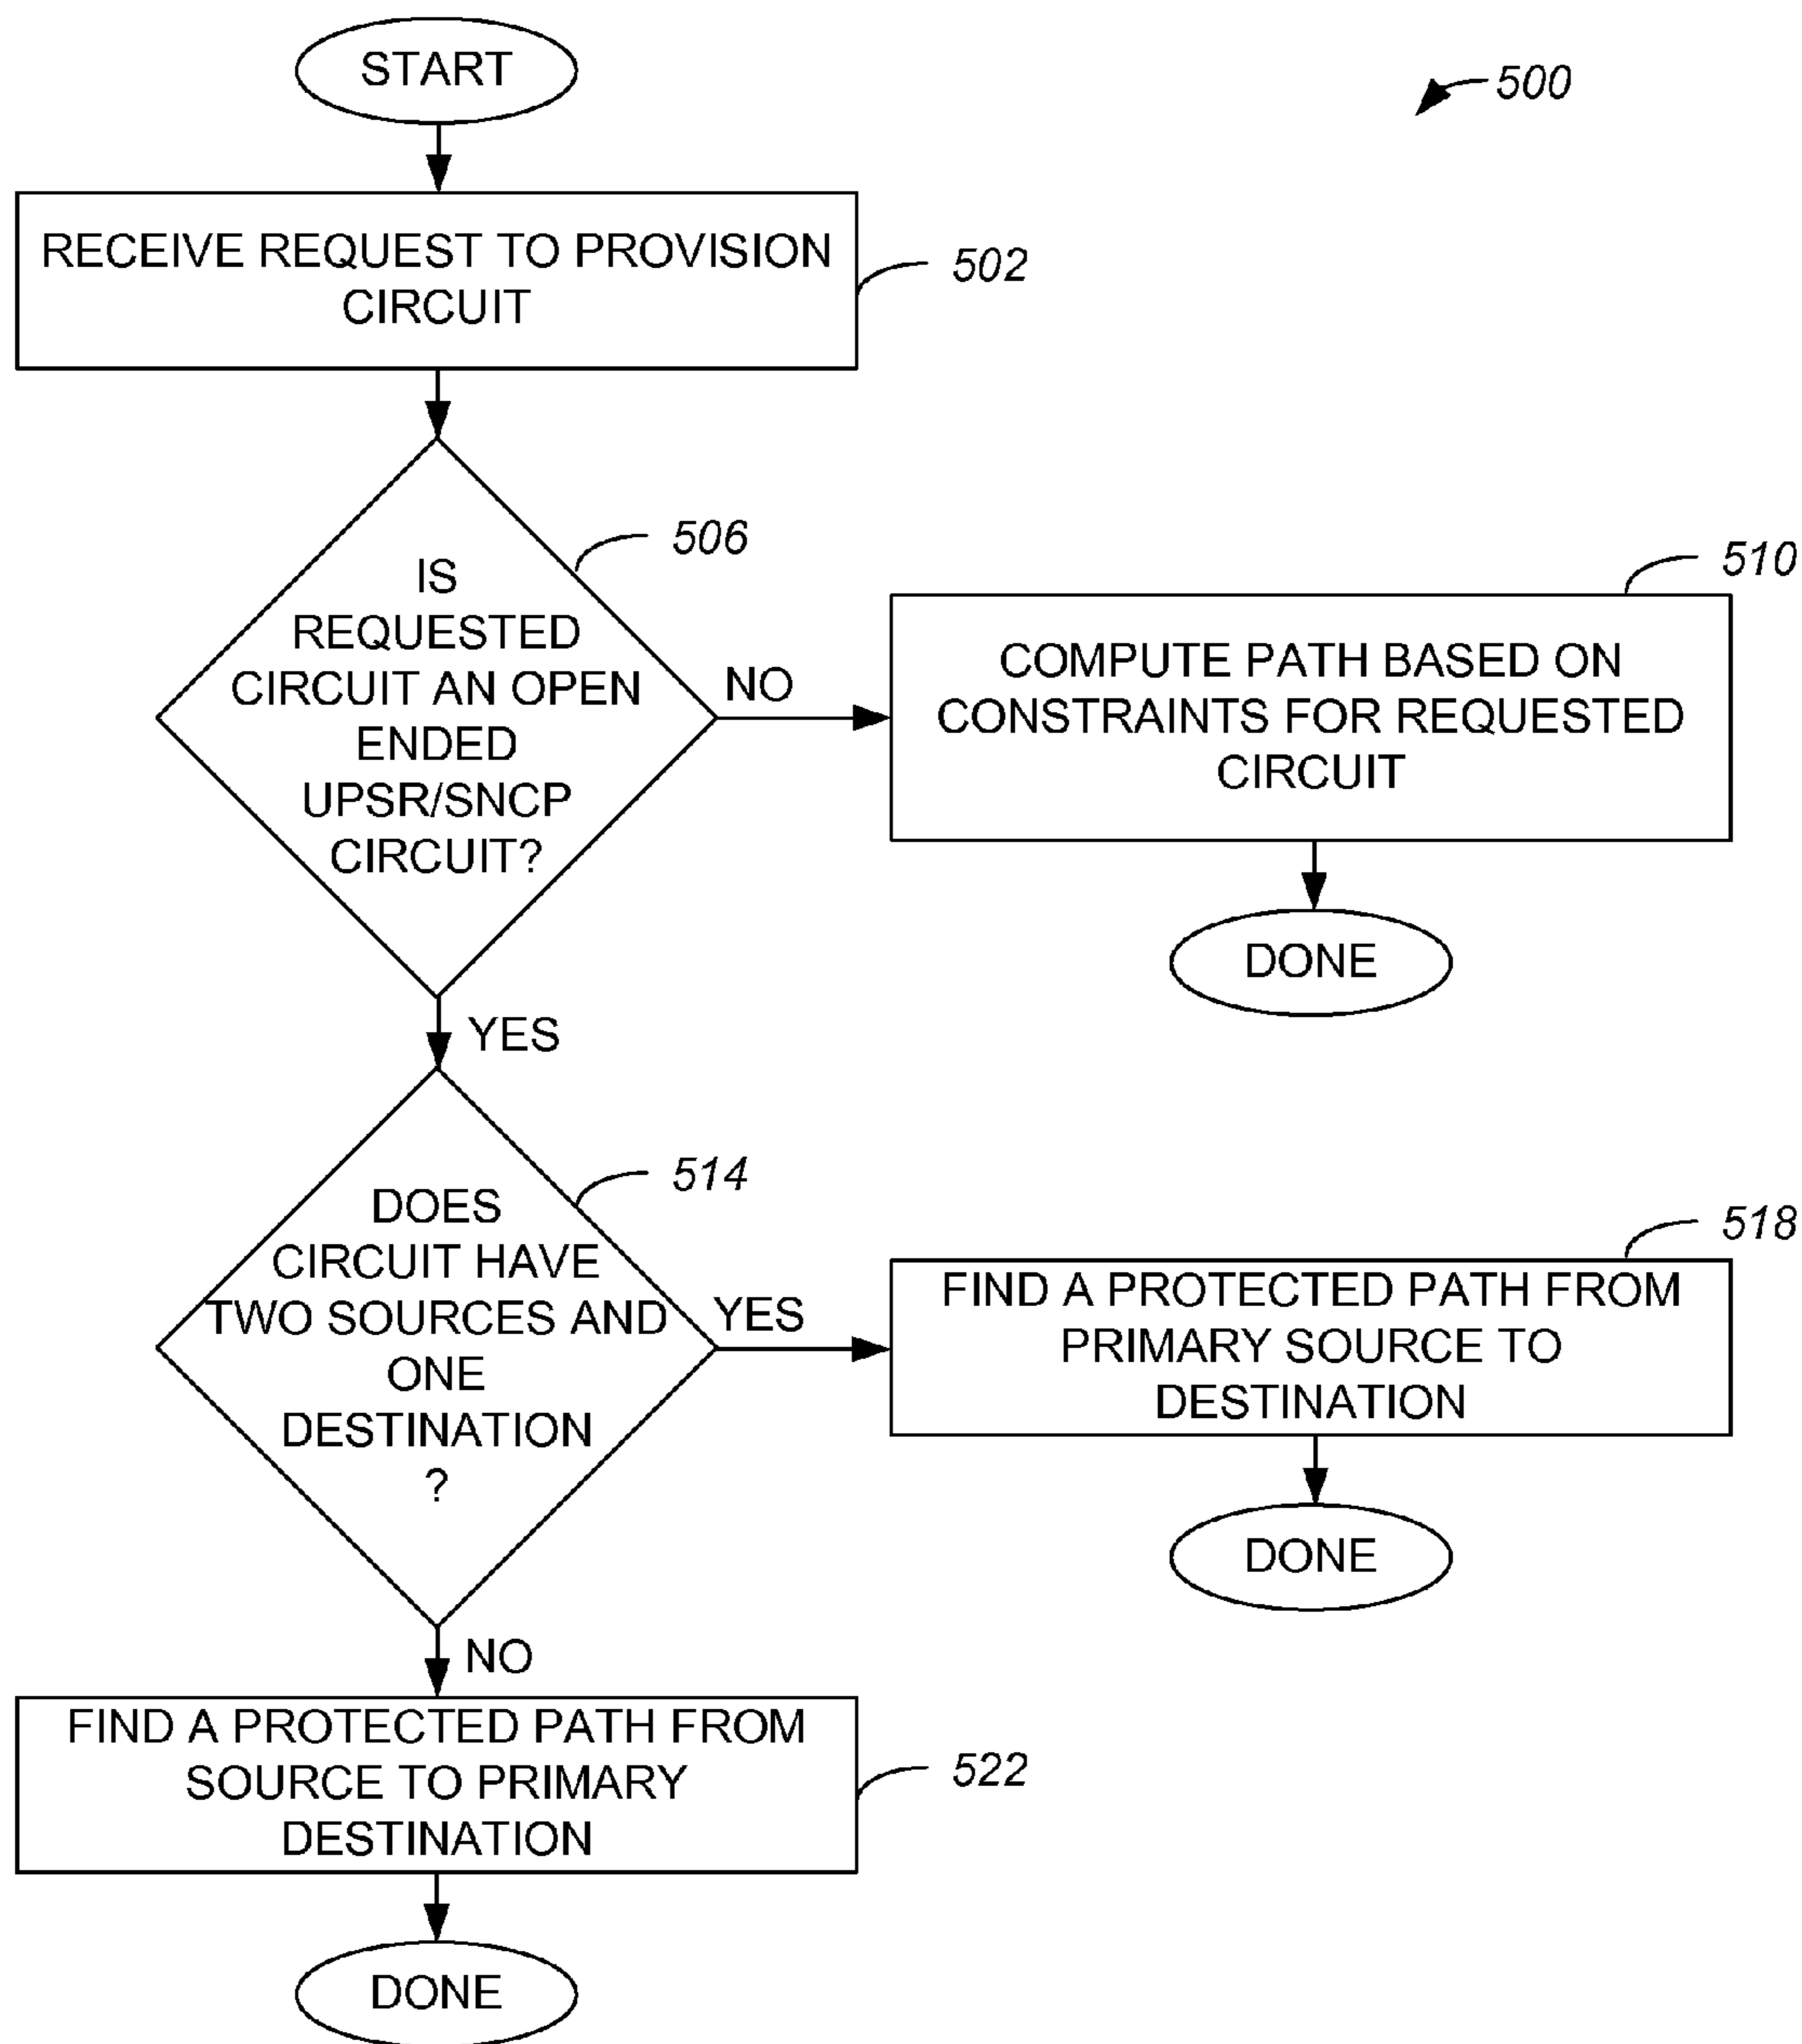 START
500
RECEIVE REQUEST TO PROVISION
CIRCUIT
502
506
IS
REQUESTED
CIRCUIT AN OPEN
ENDED
UPSR/SNCP
CIRCUIT?
NO
510
COMPUTE PATH BASED ON
CONSTRAINTS FOR REQUESTED
CIRCUIT
DONE
YES
514
DOES
CIRCUIT HAVE
TWO SOURCES AND
ONE
DESTINATION
?
YES
518
FIND A PROTECTED PATH FROM
PRIMARY SOURCE TO
DESTINATION
DONE
NO
FIND A PROTECTED PATH FROM
SOURCE TO PRIMARY
DESTINATION
522
DONE